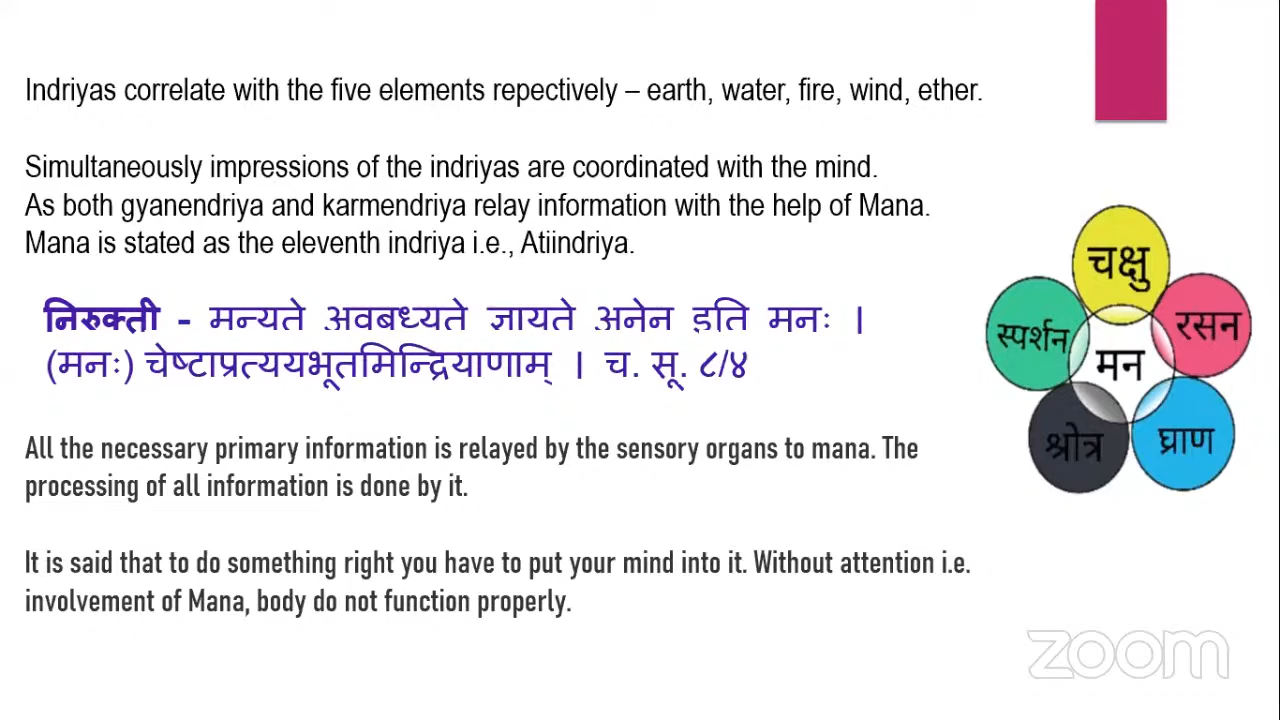 Indriyas correlate with the five elements repectively – earth, water, fire, wind, ether.
Simultaneously impressions of the indriyas are coordinated with the mind.
As both gyanendriya and karmendriya relay information with the help of Mana.
Mana is stated as the eleventh indriya i.e., Atiindriya.
निरुक्ती - मन्यते अवबध्यते ज्ञायते अनेन इति मनः ।
(मनः) चेष्टाप्रत्ययभूतमिन्द्रियाणाम् । च. सू. ८/४
All the necessary primary information is relayed by the sensory organs to mana. The
processing of all information is done by it.
It is said that to do something right you have to put your mind into it. Without attention i.e.
involvement of Mana, body do not function properly.
चक्षु
स्पर्शन
रसन
मन
श्रोत्र
घ्राण
zoom